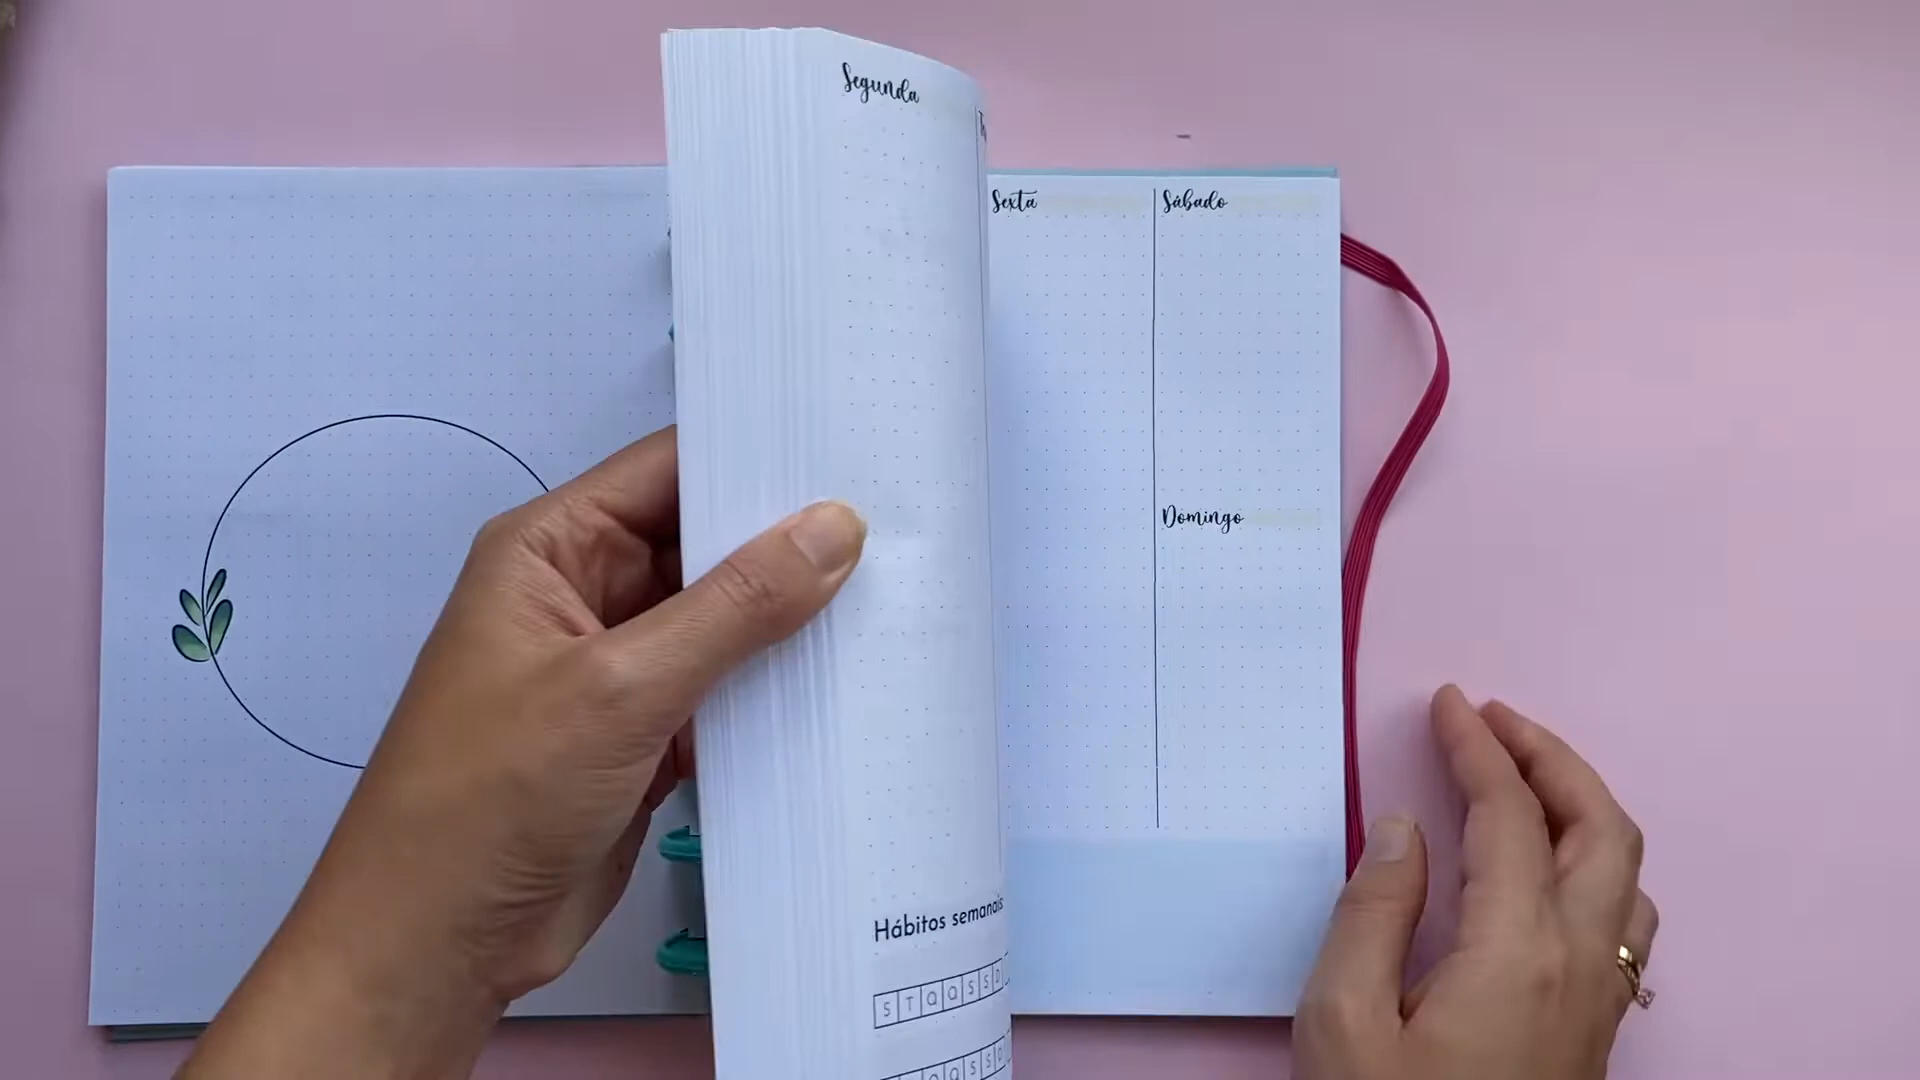 Segunda
Sexta
Sábado
Domingo
Hábitos semanais
S T Q Q S S D
Q Q S S D